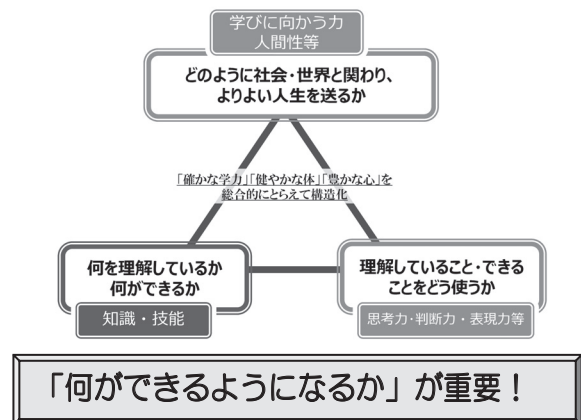 学びに向かう力
人間性等
どのように社会・世界と関わり、
よりよい人生を送るか
「確かな学力」「健やかな体」「豊かな心」を
総合的にとらえて構造化
何を理解しているか
何ができるか
知識・技能
理解していること・できる
ことをどう使うか
思考力・判断力・表現力等
「何ができるようになるか」が重要！